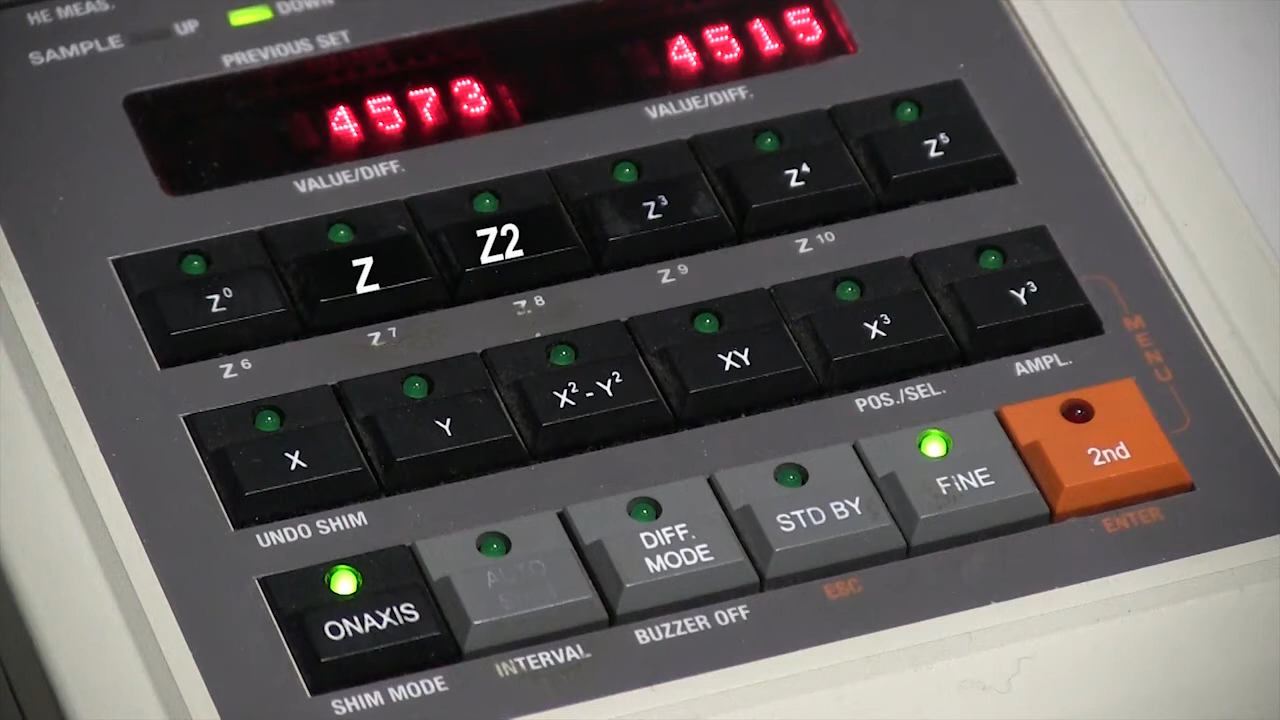 HE MEAS.
SAMPLE UP DOWN
PREVIOUS SET
4573 4515
VALUE/DIFF. VALUE/DIFF.
Z⁰ Z Z2 Z³ Z⁴ Z⁵
Z⁶ Z⁷ Z⁸ Z⁹ Z¹⁰
X Y X²-Y² XY X³ Y³
UNDO SHIM POS./SEL. AMPL.
MENU
ONAXIS AUTO DIFF. MODE STD BY FINE 2nd
SHIM MODE INTERVAL BUZZER OFF ESC ENTER